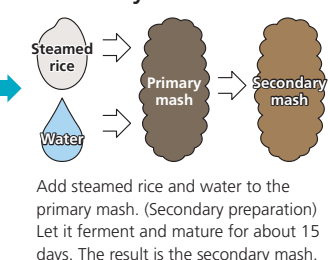 Steamed
rice
Water
Primary
mash
Secondary
mash
Add steamed rice and water to the
primary mash. (Secondary preparation)
Let it ferment and mature for about 15
days. The result is the secondary mash.